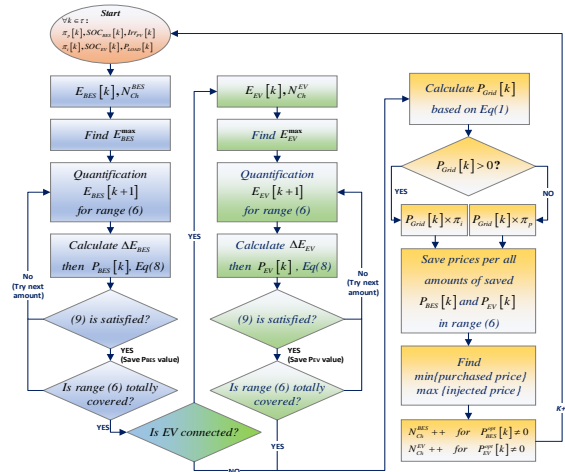 Start
∀k ∈ τ :
π_p[k], SOC_BES[k], Irr_PV[k]
π_i[k], SOC_EV[k], P_LOAD[k]
E_BES[k], N_Ch^BES
Find E_BES^max
Quantification
E_BES[k+1]
for range (6)
Calculate ΔE_BES
then P_BES[k], Eq(8)
No
(Try next
amount)
(9) is satisfied?
YES
(Save PBES value)
Is range (6) totally
covered?
YES
Is EV connected?
YES
NO
E_EV[k], N_Ch^EV
Find E_EV^max
Quantification
E_EV[k+1]
for range (6)
Calculate ΔE_EV
then P_EV[k], Eq(8)
No
(Try next
amount)
(9) is satisfied?
YES
(Save PEV value)
Is range (6) totally
covered?
YES
Calculate P_Grid[k]
based on Eq(1)
P_Grid[k]>0?
YES
NO
P_Grid[k]×π_i
P_Grid[k]×π_p
Save prices per all
amounts of saved
P_BES[k] and P_EV[k]
in range (6)
Find
min{purchased price}
max {injected price}
N_Ch^BES ++ for P_BES^opt[k]≠0
N_Ch^EV ++ for P_EV^opt[k]≠0